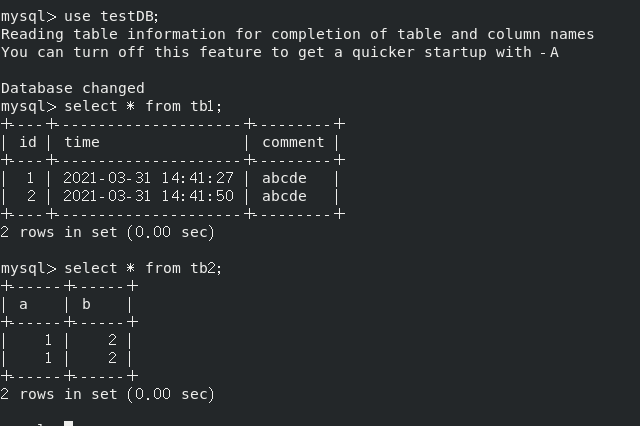 mysql> use testDB;
Reading table information for completion of table and column names
You can turn off this feature to get a quicker startup with -A
Database changed
mysql> select * from tb1;
+----+---------------------+---------+
| id | time                | comment |
+----+---------------------+---------+
|  1 | 2021-03-31 14:41:27 | abcde   |
|  2 | 2021-03-31 14:41:50 | abcde   |
+----+---------------------+---------+
2 rows in set (0.00 sec)
mysql> select * from tb2;
+------+------+
| a    | b    |
+------+------+
|    1 |    2 |
|    1 |    2 |
+------+------+
2 rows in set (0.00 sec)